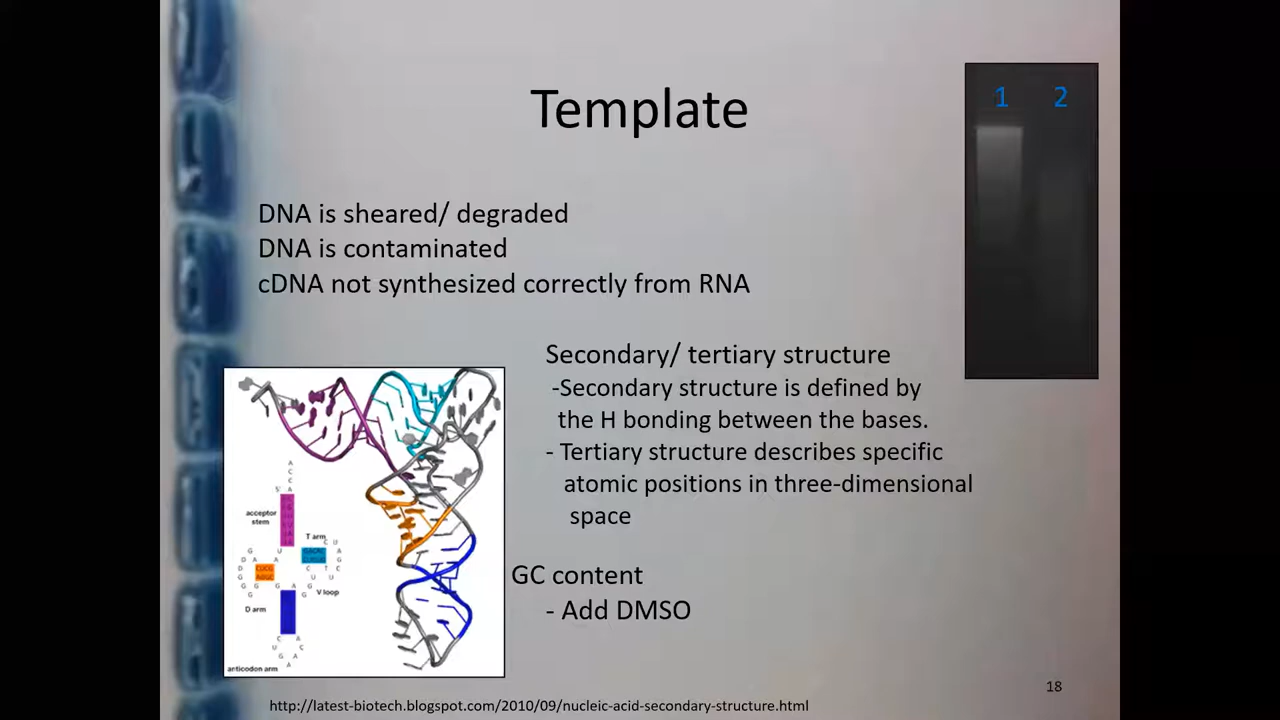 Template
1 2
DNA is sheared/ degraded
DNA is contaminated
cDNA not synthesized correctly from RNA
Secondary/ tertiary structure
-Secondary structure is defined by
the H bonding between the bases.
- Tertiary structure describes specific
atomic positions in three-dimensional
space
GC content
- Add DMSO
A
C
C
A
5'
acceptor
stem
T arm
V loop
D arm
anticodon arm
18
http://latest-biotech.blogspot.com/2010/09/nucleic-acid-secondary-structure.html